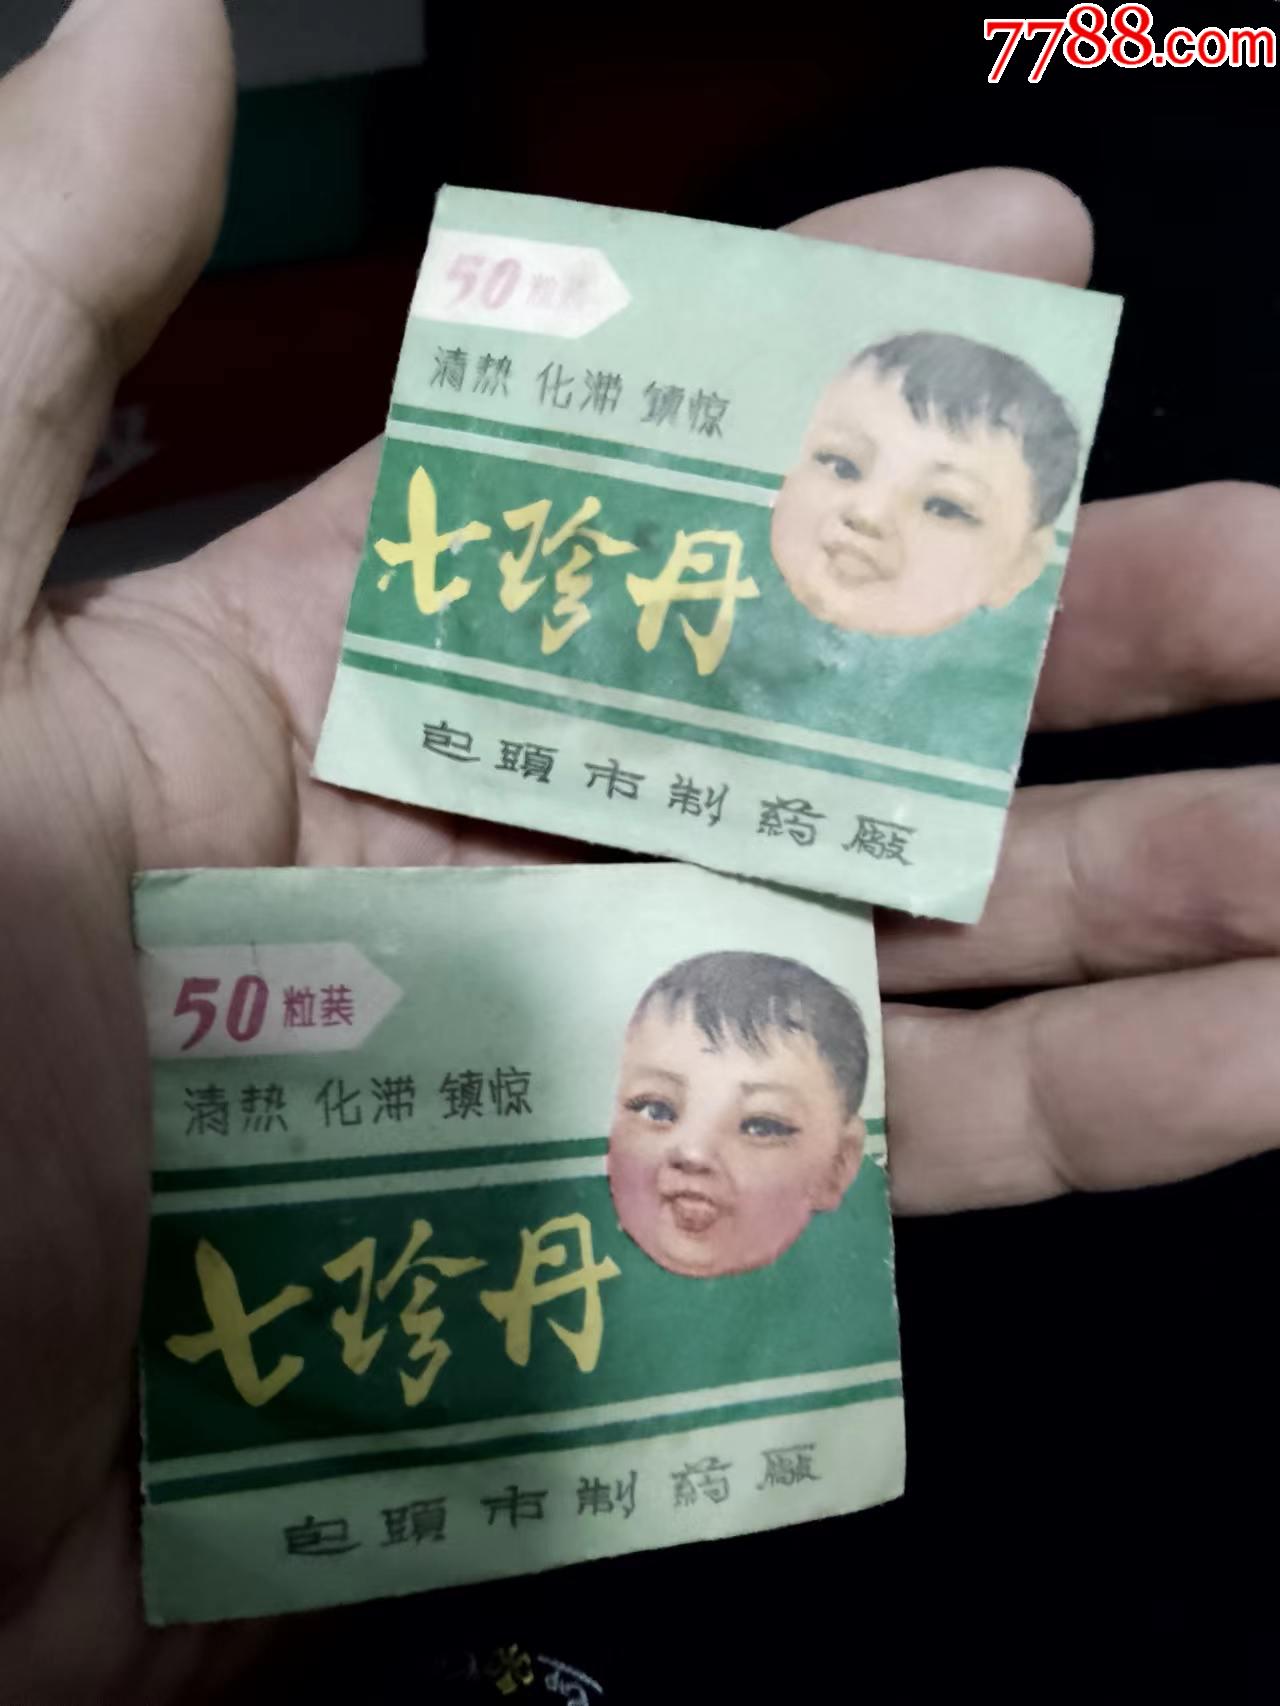 7788.com
50粒装
清热 化滞 镇惊
七珍丹
包頭市制药廠
50粒装
清热 化滞 镇惊
七珍丹
包頭市制药廠